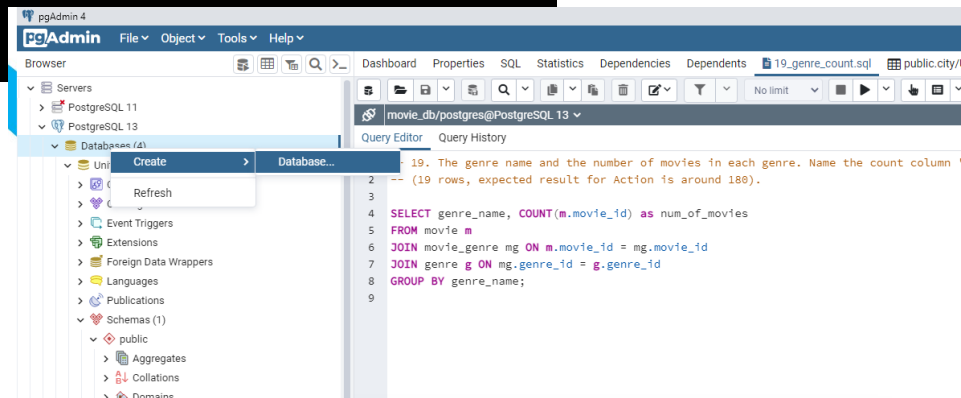 pgAdmin 4
pgAdmin File Object Tools Help
Browser
Dashboard Properties SQL Statistics Dependencies Dependents 19_genre_count.sql public.city/
Servers
PostgreSQL 11
PostgreSQL 13
Databases (4)
Create
Database...
Refresh
Event Triggers
Extensions
Foreign Data Wrappers
Languages
Publications
Schemas (1)
public
Aggregates
Collations
Domains
No limit
movie_db/postgres@PostgreSQL 13
Query Editor Query History
19. The genre name and the number of movies in each genre. Name the count column '
2 -- (19 rows, expected result for Action is around 180).
3
4 SELECT genre_name, COUNT(m.movie_id) as num_of_movies
5 FROM movie m
6 JOIN movie_genre mg ON m.movie_id = mg.movie_id
7 JOIN genre g ON mg.genre_id = g.genre_id
8 GROUP BY genre_name;
9